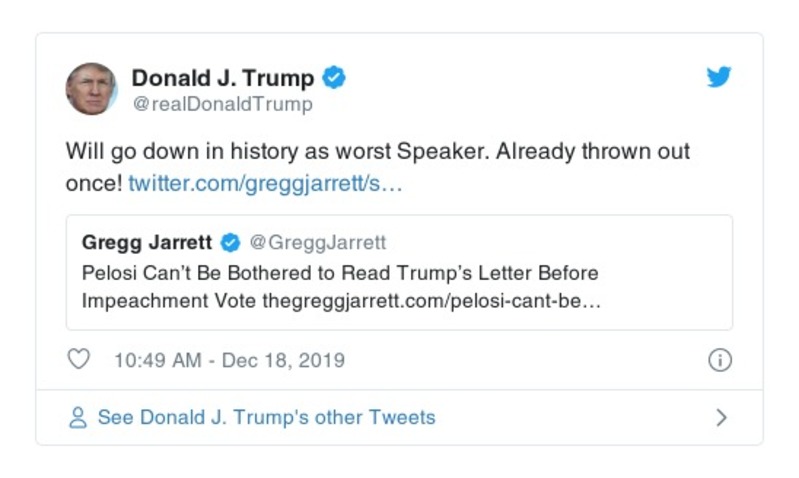 Donald J. Trump
@realDonaldTrump
Will go down in history as worst Speaker. Already thrown out
once! twitter.com/greggjarrett/s…
Gregg Jarrett @GreggJarrett
Pelosi Can’t Be Bothered to Read Trump’s Letter Before
Impeachment Vote thegreggjarrett.com/pelosi-cant-be…
10:49 AM - Dec 18, 2019
See Donald J. Trump's other Tweets